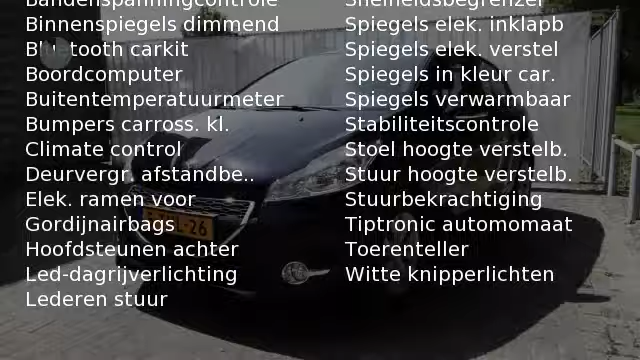 Bandenspanningcontrole
Binnenspiegels dimmend
Bluetooth carkit
Boordcomputer
Buitentemperatuurmeter
Bumpers carross. kl.
Climate control
Deurvergr. afstandbe..
Elek. ramen voor
Gordijnairbags
Hoofdsteunen achter
Led-dagrijverlichting
Lederen stuur
Snelheidsbegrenzer
Spiegels elek. inklapb
Spiegels elek. verstel
Spiegels in kleur car.
Spiegels verwarmbaar
Stabiliteitscontrole
Stoel hoogte verstelb.
Stuur hoogte verstelb.
Stuurbekrachtiging
Tiptronic automomaat
Toerenteller
Witte knipperlichten